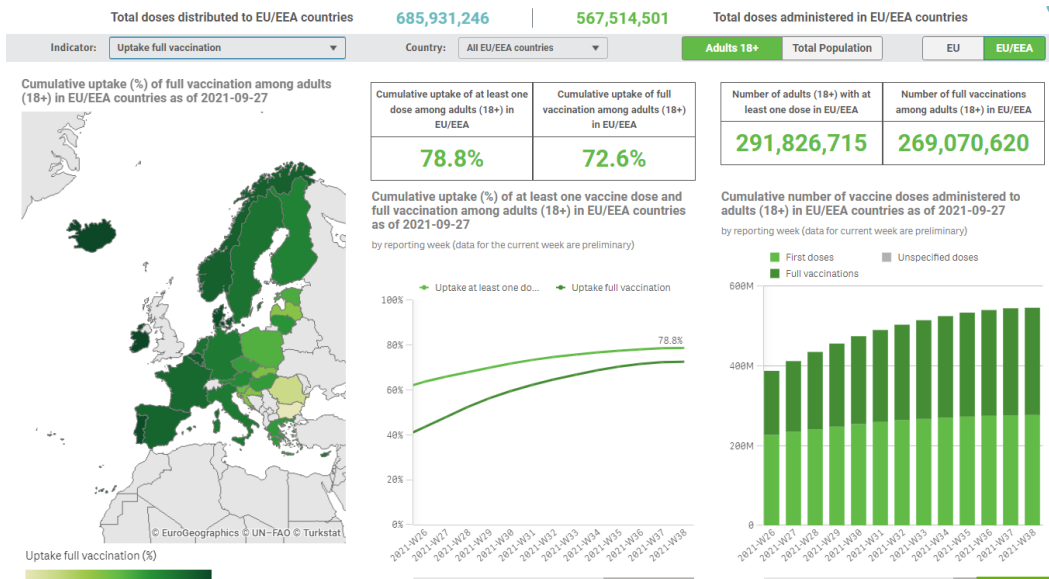 Total doses distributed to EU/EEA countries 685,931,246 567,514,501 Total doses administered in EU/EEA countries
Indicator: Uptake full vaccination Country: All EU/EEA countries Adults 18+ Total Population EU EU/EEA
Cumulative uptake (%) of full vaccination among adults
(18+) in EU/EEA countries as of 2021-09-27
© EuroGeographics © UN-FAO © Turkstat
Uptake full vaccination (%)
Cumulative uptake of at least one
dose among adults (18+) in
EU/EEA
78.8%
Cumulative uptake of full
vaccination among adults (18+)
in EU/EEA
72.6%
Cumulative uptake (%) of at least one vaccine dose and
full vaccination among adults (18+) in EU/EEA countries
as of 2021-09-27
by reporting week (data for the current week are preliminary)
Uptake at least one do... Uptake full vaccination
100%
80%
60%
40%
20%
0%
78.8%
2021-W26
2021-W27
2021-W28
2021-W29
2021-W30
2021-W31
2021-W32
2021-W33
2021-W34
2021-W35
2021-W36
2021-W37
2021-W38
Number of adults (18+) with at
least one dose in EU/EEA
291,826,715
Number of full vaccinations
among adults (18+) in EU/EEA
269,070,620
Cumulative number of vaccine doses administered to
adults (18+) in EU/EEA countries as of 2021-09-27
by reporting week (data for current week are preliminary)
First doses Unspecified doses
Full vaccinations
600M
400M
200M
0
2021-W26
2021-W27
2021-W28
2021-W29
2021-W30
2021-W31
2021-W32
2021-W33
2021-W34
2021-W35
2021-W36
2021-W37
2021-W38